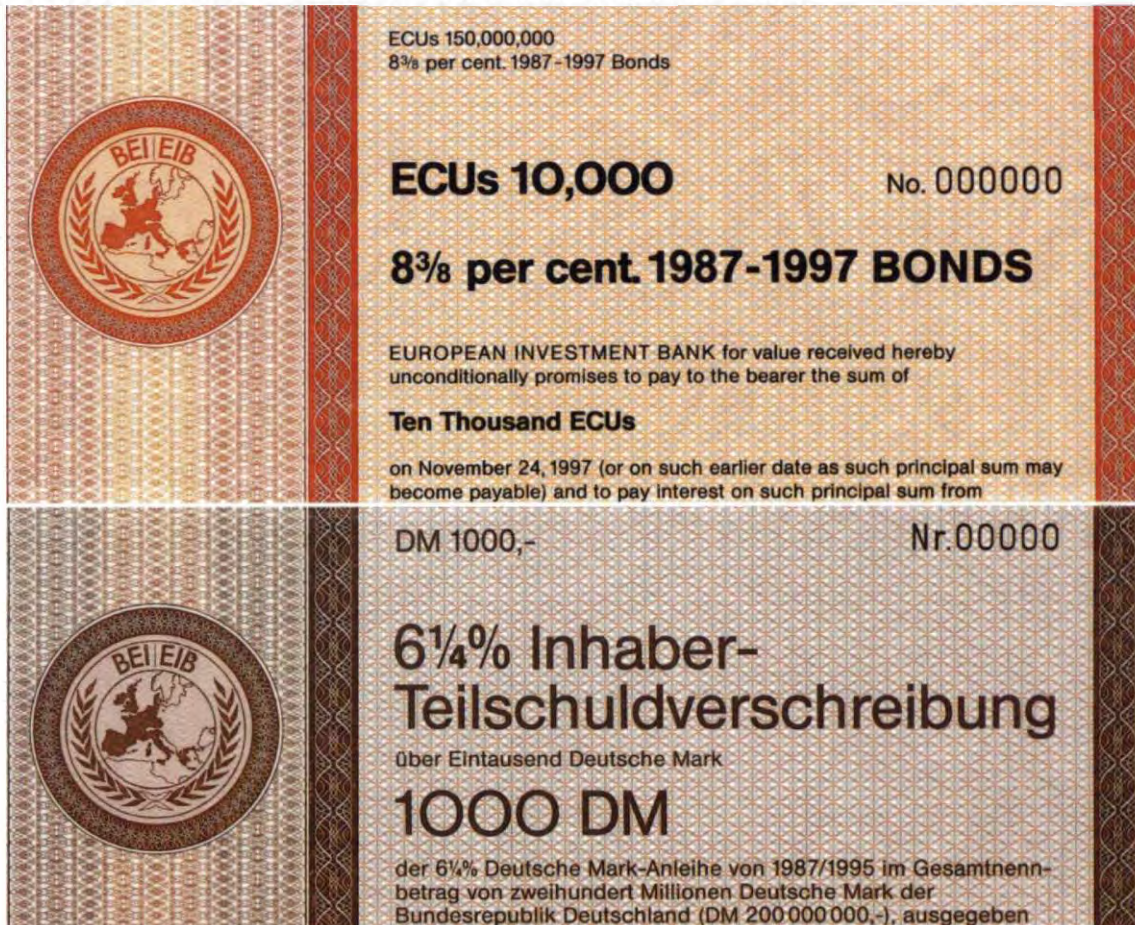 ECUs 150,000,000
8⅜ per cent. 1987-1997 Bonds
BEI EIB
ECUs 10,000
No. 000000
8⅜ per cent. 1987-1997 BONDS
EUROPEAN INVESTMENT BANK for value received hereby
unconditionally promises to pay to the bearer the sum of
Ten Thousand ECUs
on November 24, 1997 (or on such earlier date as such principal sum may
become payable) and to pay interest on such principal sum from
DM 1000,-
Nr.00000
BEI EIB
6¼% Inhaber-
Teilschuldverschreibung
über Eintausend Deutsche Mark
1000 DM
der 6¼% Deutsche Mark-Anleihe von 1987/1995 im Gesamtnenn-
betrag von zweihundert Millionen Deutsche Mark der
Bundesrepublik Deutschland (DM 200 000 000,-), ausgegeben